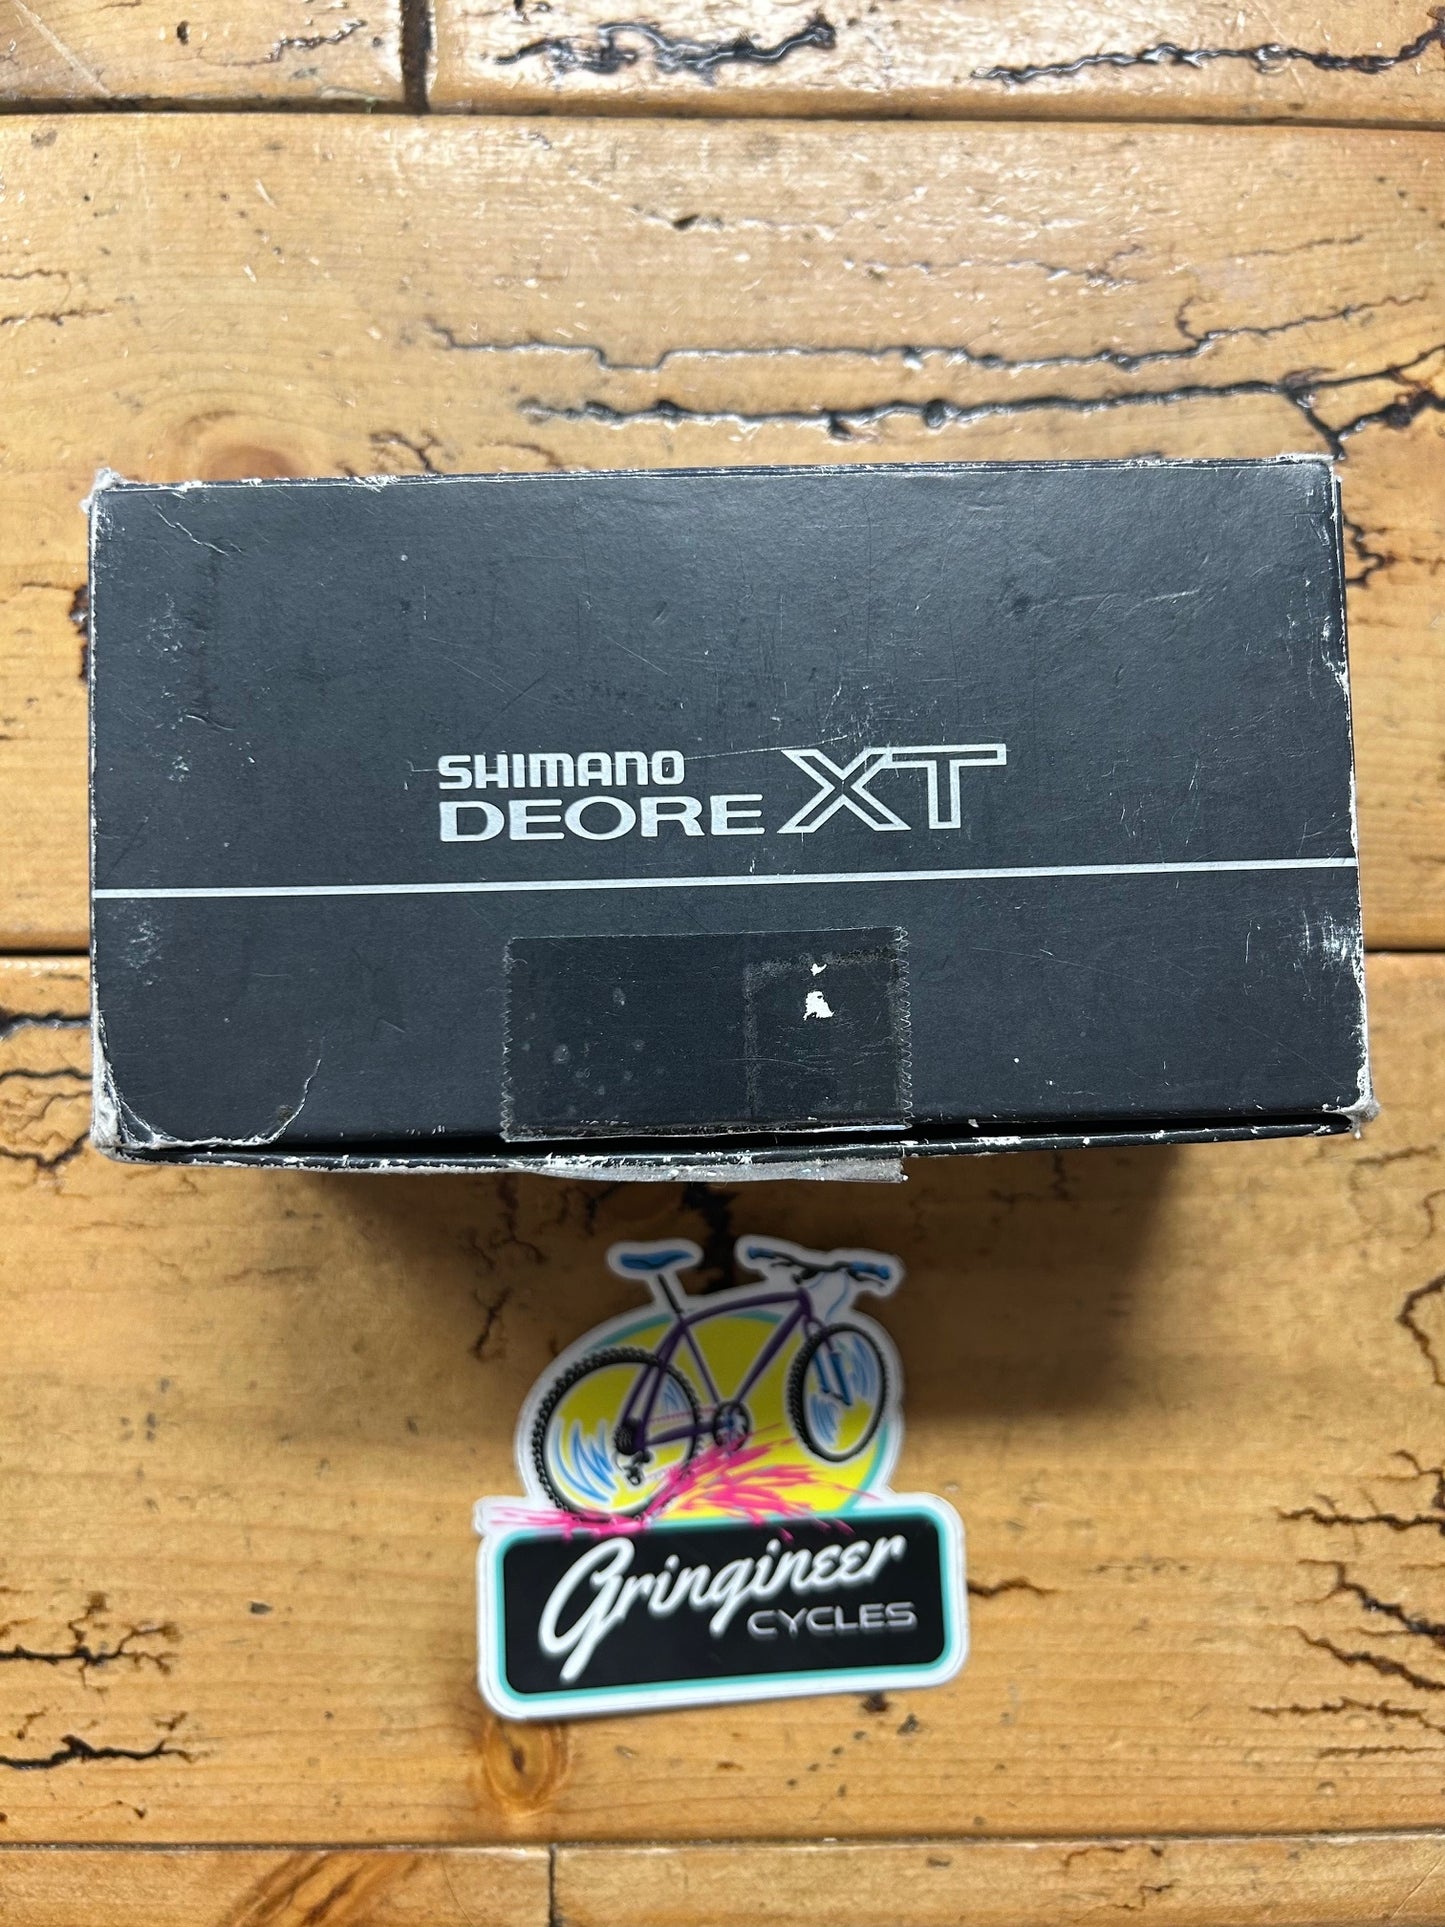 SHIMANO
DEORE XT
Gringineer
CYCLES